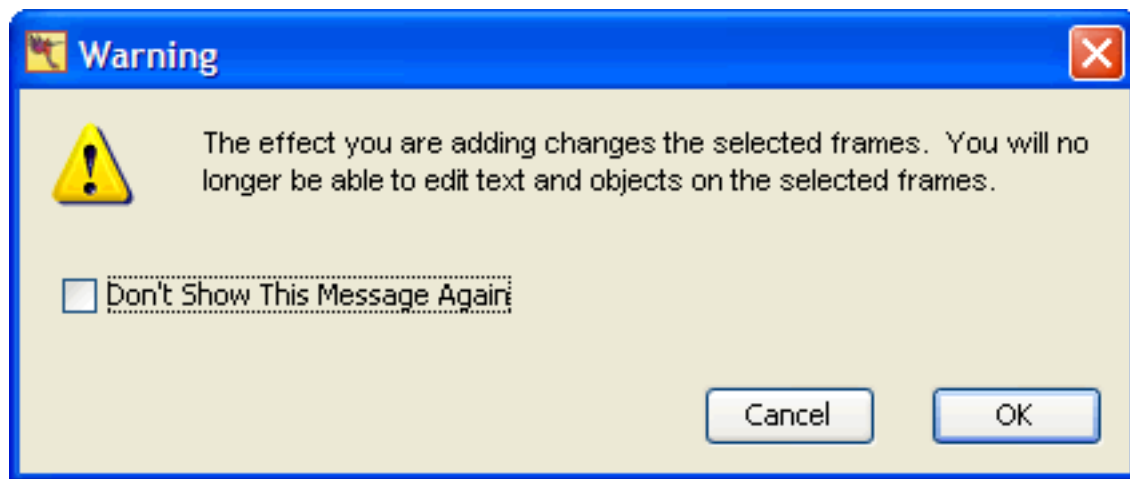 Warning
The effect you are adding changes the selected frames.  You will no
longer be able to edit text and objects on the selected frames.
Don't Show This Message Again
Cancel
OK